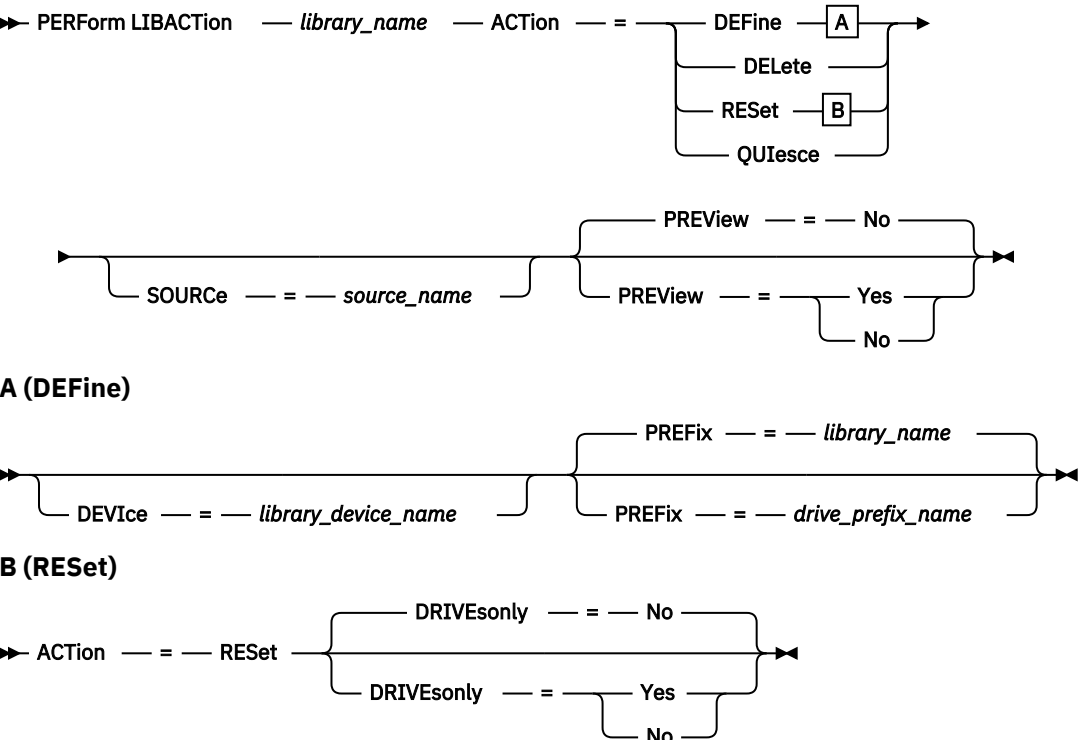 PERForm LIBACTion library_name ACTion = DEFine A
DELete
RESet B
QUIesce
PREView = No
SOURCe = source_name PREView = Yes
No
A (DEFine)
PREFix = library_name
DEVIce = library_device_name PREFix = drive_prefix_name
B (RESet)
DRIVEsonly = No
ACTion = RESet
DRIVEsonly = Yes
No